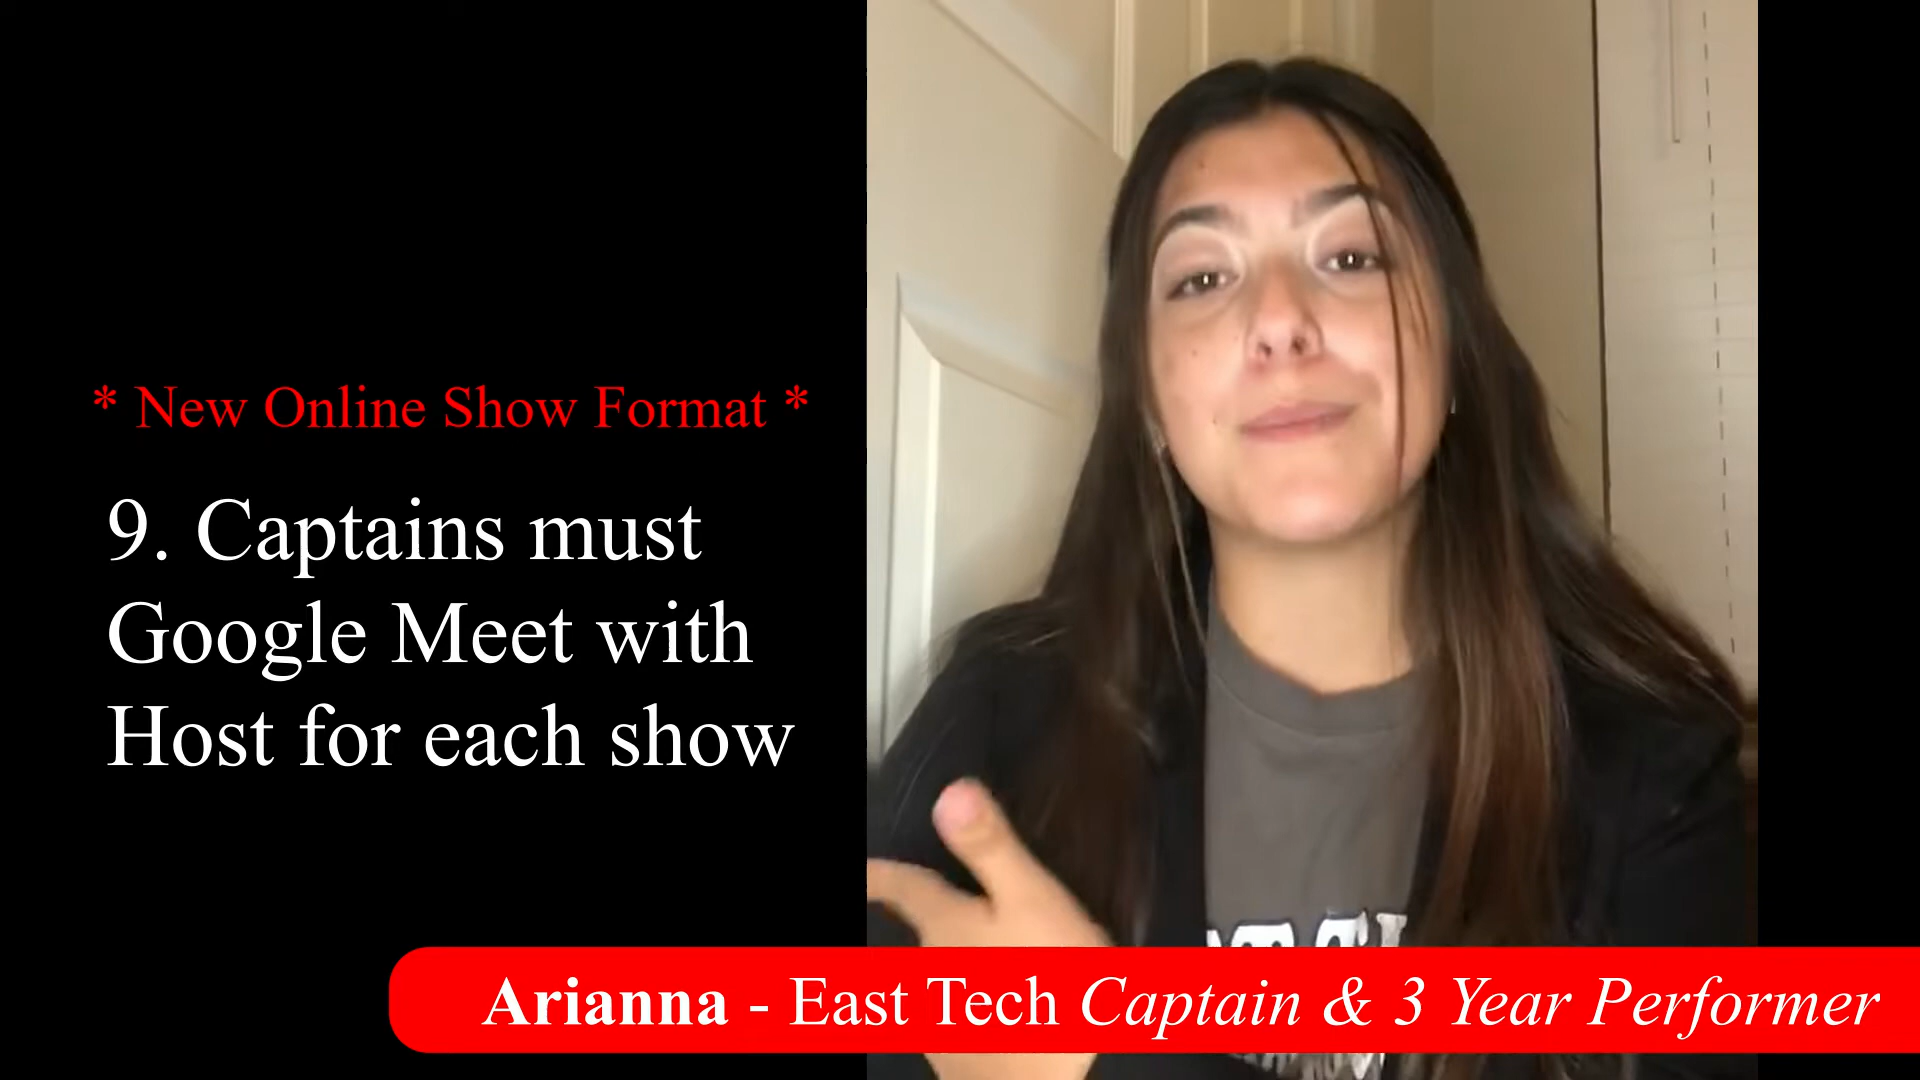 * New Online Show Format *
9. Captains must
Google Meet with
Host for each show
Arianna - East Tech Captain & 3 Year Performer